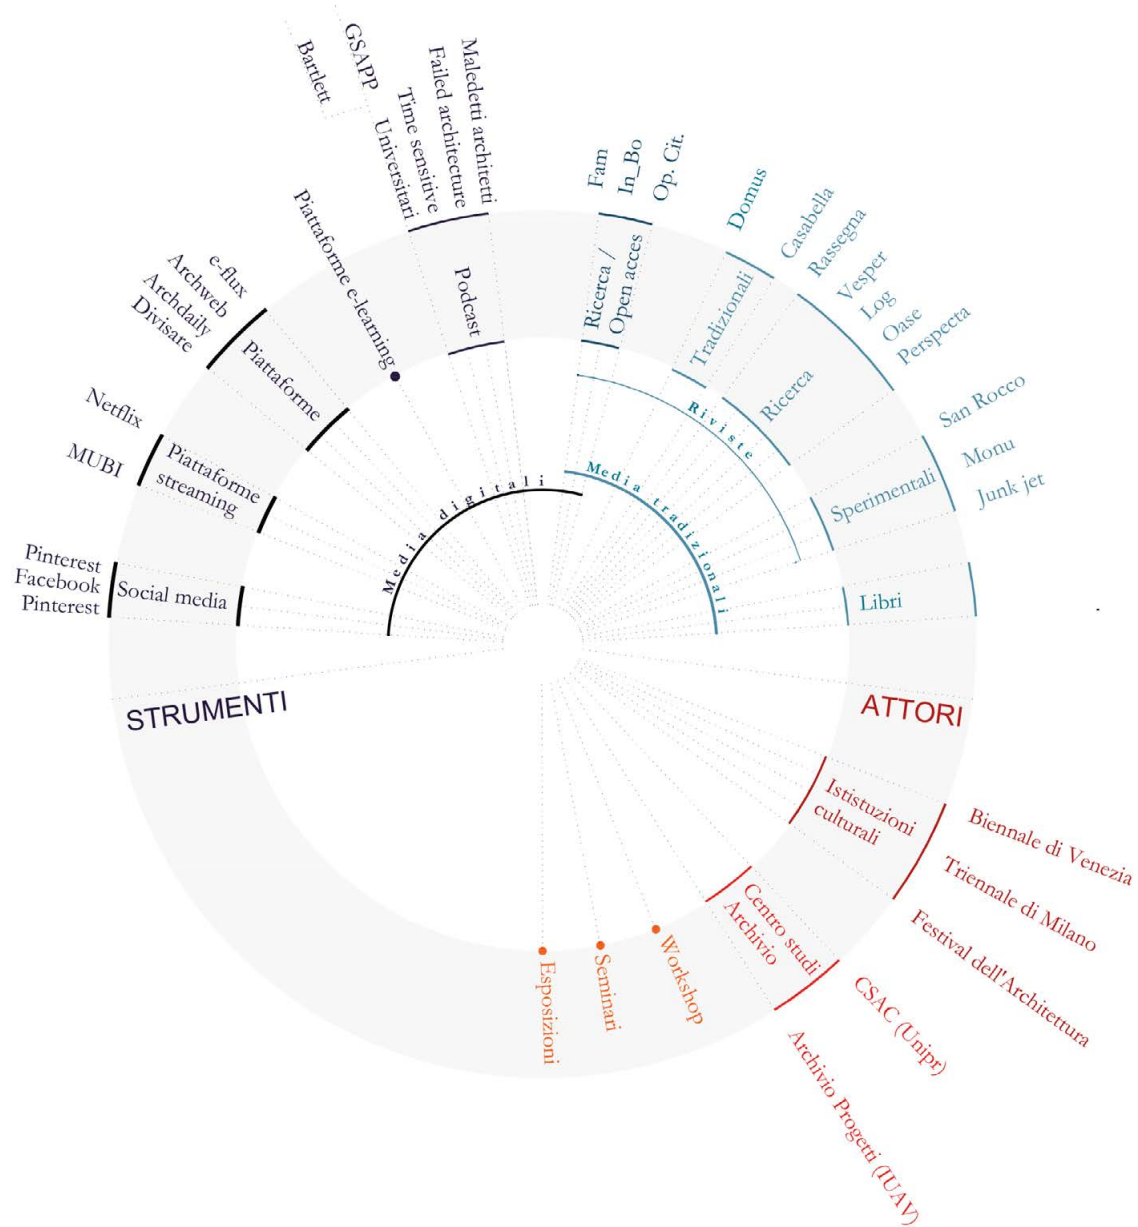 Bartlett
GSAPP
Universitari
Time sensitive
Failed architecture
Maledetti architetti
Podcast
Piattaforme e-learning
e-flux
Archweb
Archdaily
Divisare
Piattaforme
Netflix
MUBI
Piattaforme
streaming
Pinterest
Facebook
Pinterest
Social media
Media digitali
STRUMENTI
Fam
In_Bo
Op. Cit.
Ricerca /
Open acces
Domus
Tradizionali
Casabella
Rassegna
Vesper
Log
Oase
Perspecta
Ricerca
San Rocco
Monu
Junk jet
Sperimentali
Riviste
Media tradizionali
Libri
ATTORI
Ististuzioni
culturali
Biennale di Venezia
Triennale di Milano
Festival dell'Architettura
Centro studi
Archivio
CSAC (Unipr)
Archivio Progetti (IUAV)
Workshop
Seminari
Esposizioni